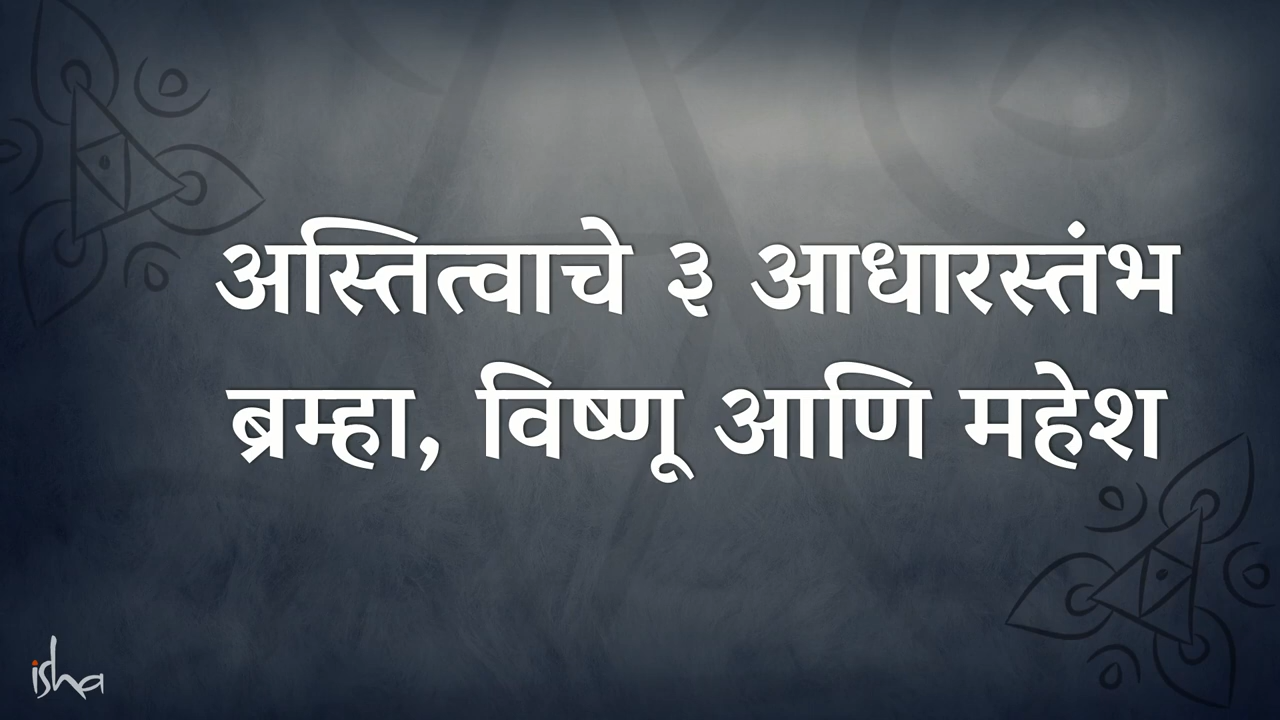 अस्तित्वाचे ३ आधारस्तंभ
ब्रम्हा, विष्णू आणि महेश
isha